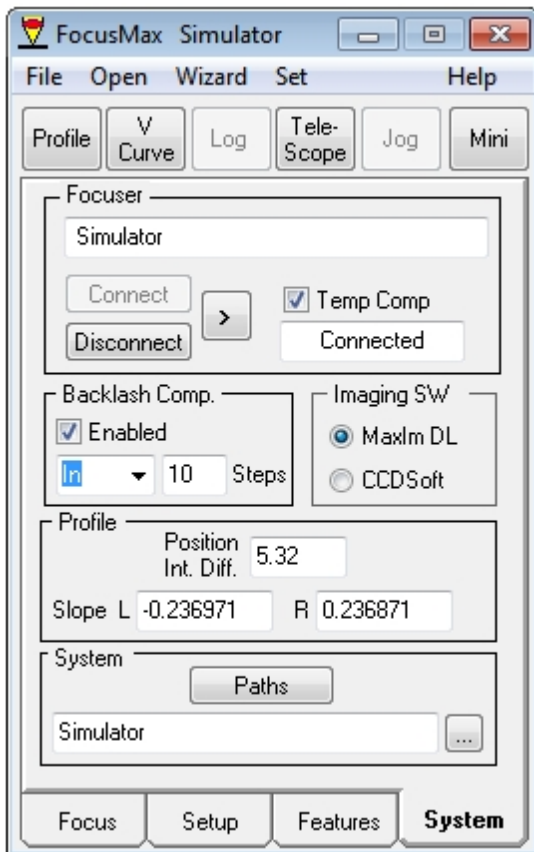 FocusMax Simulator
File Open Wizard Set Help
Profile V Curve Log Tele-Scope Jog Mini
Focuser
Simulator
Connect
> Temp Comp
Disconnect Connected
Backlash Comp. Imaging SW
Enabled MaxIm DL
In 10 Steps CCDSoft
Profile
Position
Int. Diff. 5.32
Slope L -0.236971 R 0.236871
System
Paths
Simulator ...
Focus Setup Features System